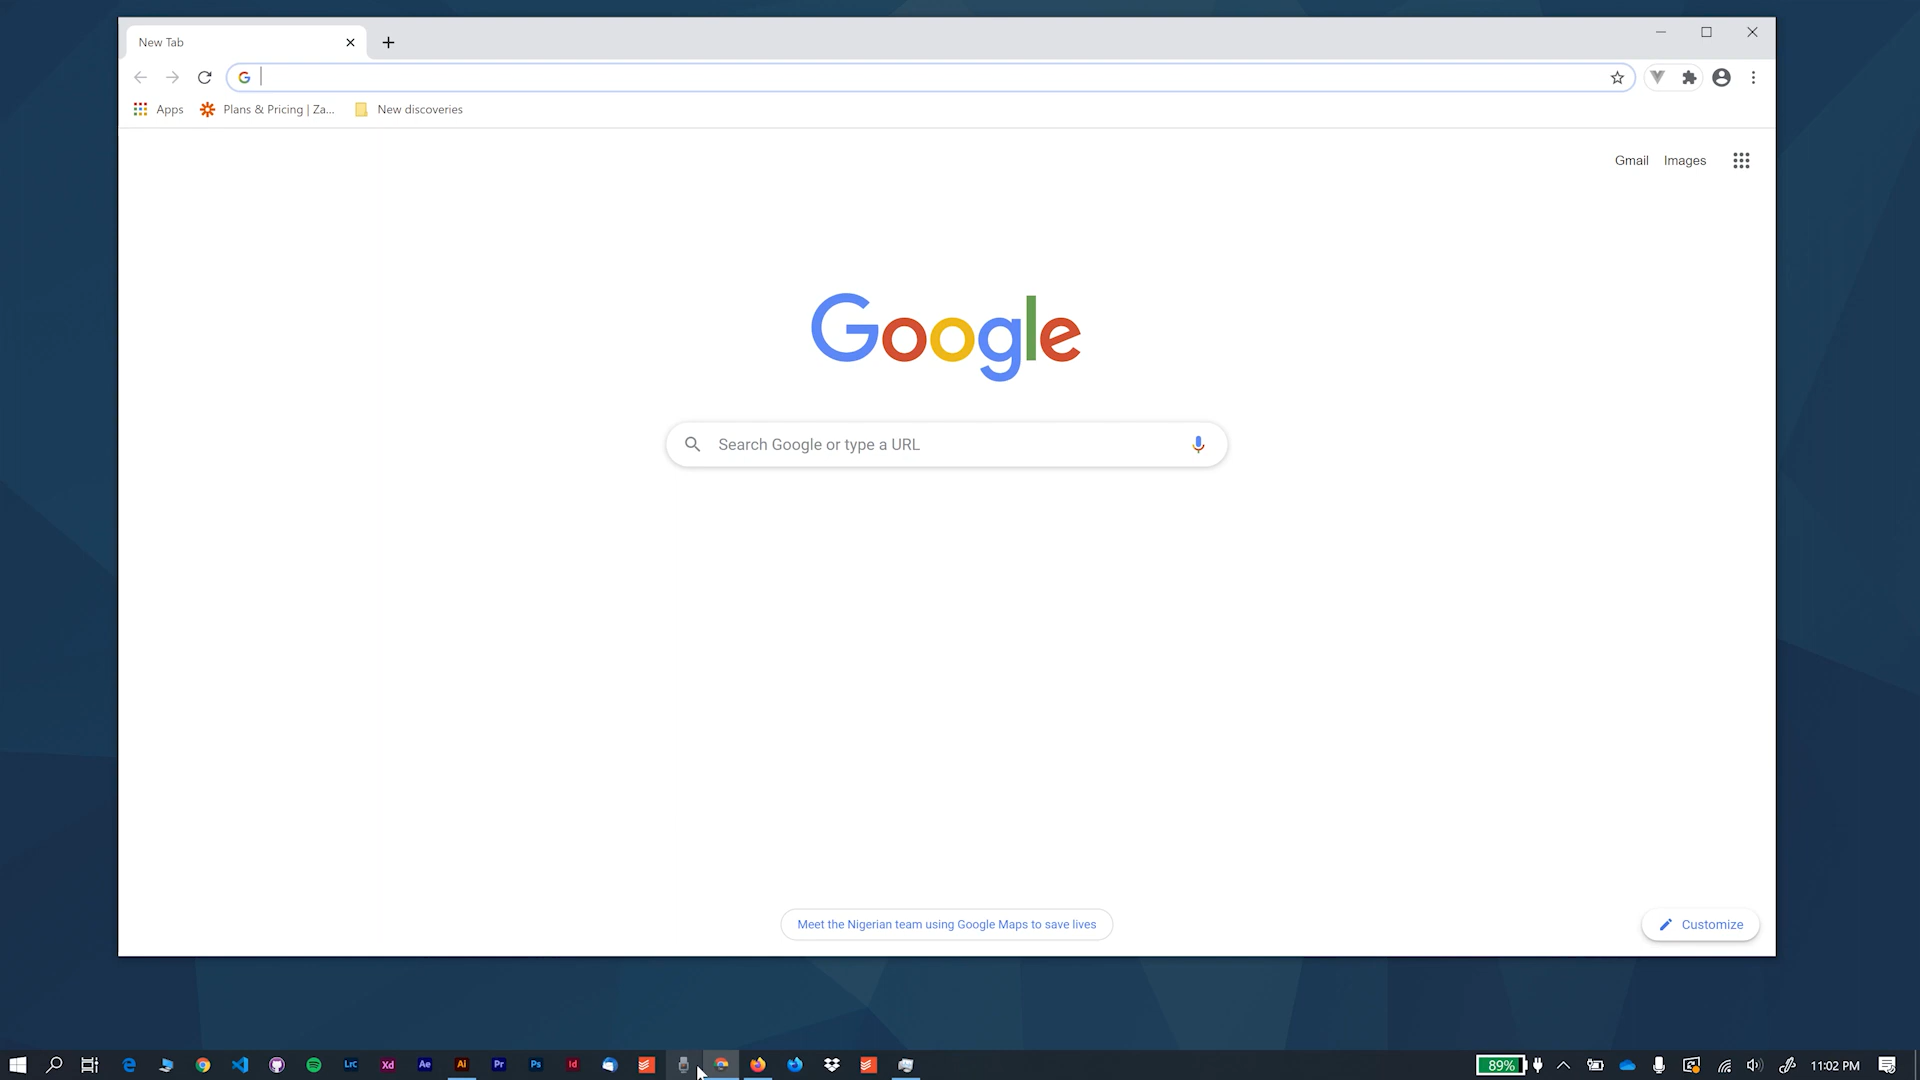 New Tab
Apps
Plans & Pricing | Za...
New discoveries
Gmail Images
Google
Search Google or type a URL
Meet the Nigerian team using Google Maps to save lives
Customize
Lrc Xd Ae Ai Pr Ps Id
89%
11:02 PM